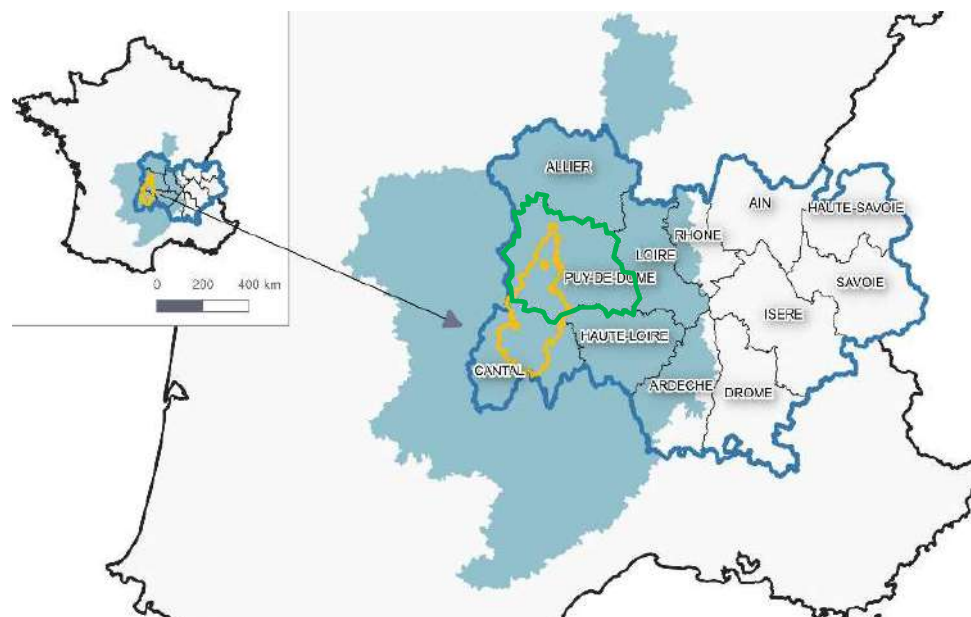 0 200 400 km
ALLIER
AIN
HAUTE-SAVOIE
RHONE
LOIRE
PUY-DE-DOME
SAVOIE
ISERE
HAUTE-LOIRE
CANTAL
ARDECHE
DROME